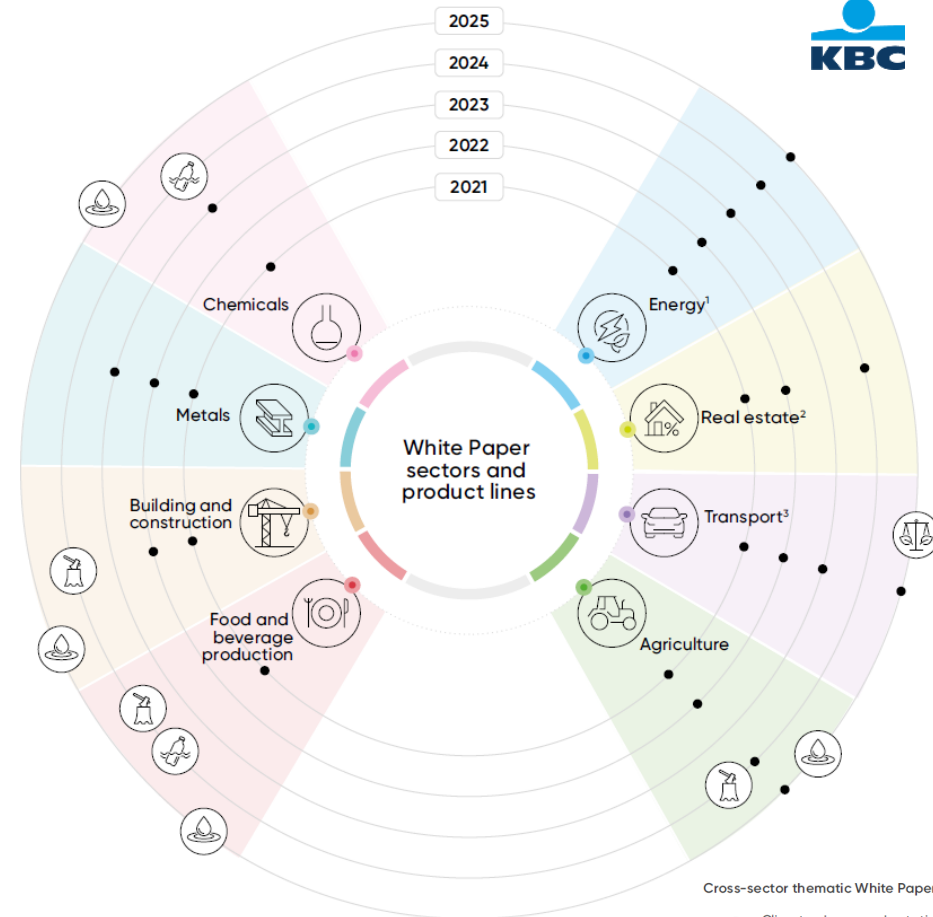 2025
2024
2023
2022
2021
KBC
Chemicals
Energy¹
Metals
Real estate²
White Paper
sectors and
product lines
Building and
construction
Transport³
Food and
beverage
production
Agriculture
%
Cross-sector thematic White Paper